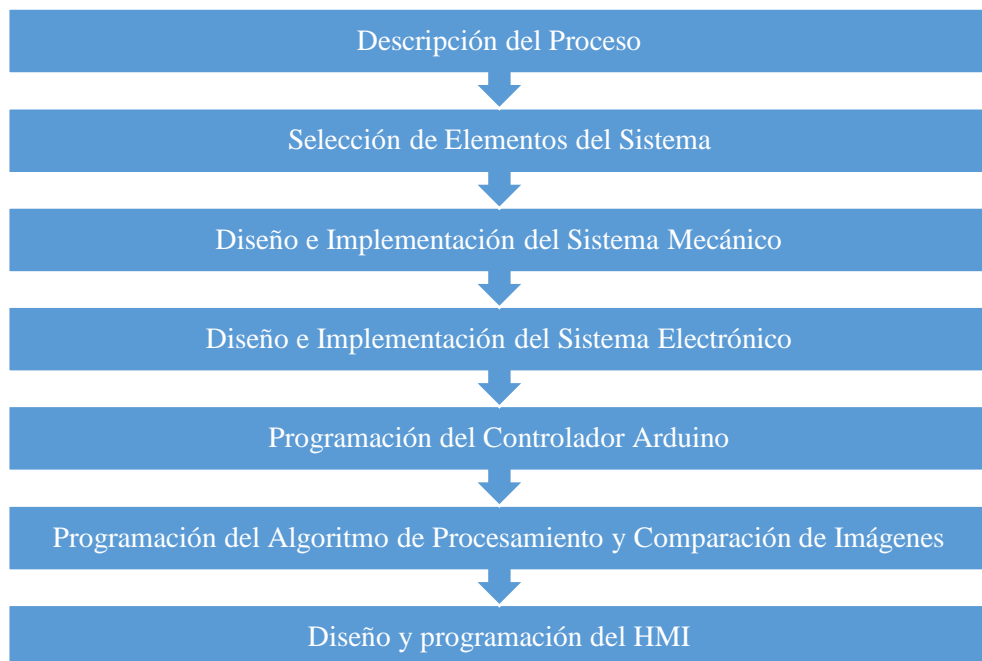 Descripción del Proceso
Selección de Elementos del Sistema
Diseño e Implementación del Sistema Mecánico
Diseño e Implementación del Sistema Electrónico
Programación del Controlador Arduino
Programación del Algoritmo de Procesamiento y Comparación de Imágenes
Diseño y programación del HMI